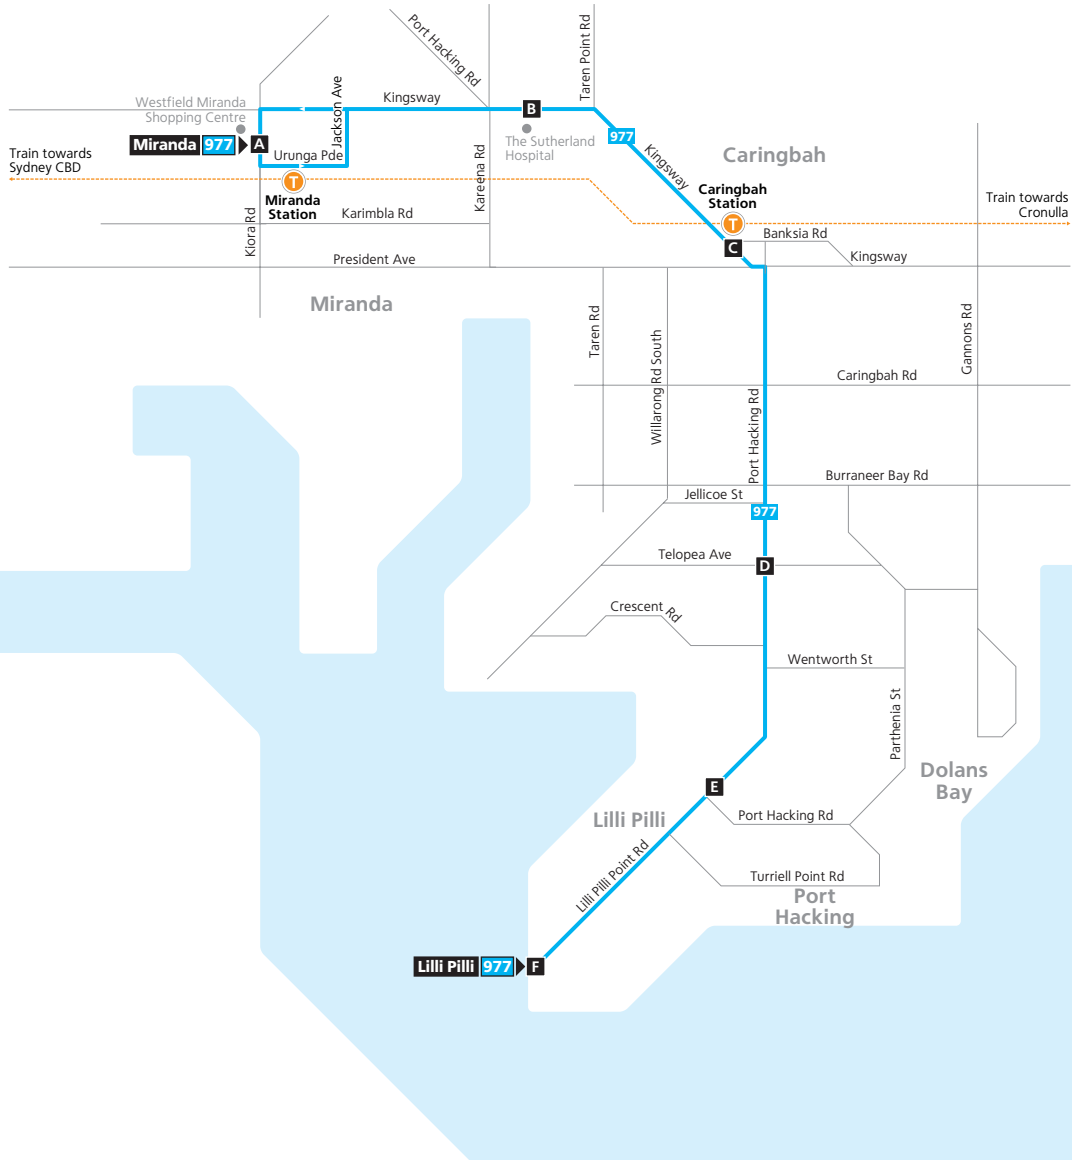 Port Hacking Rd
Taren Point Rd
Kingsway
Jackson Ave
Westfield Miranda
Shopping Centre
B
977
The Sutherland
Hospital
Miranda 977 A
Urunga Pde
Kareena Rd
Kingsway
Caringbah
Train towards
Sydney CBD
T
Miranda
Station
Caringbah
Station
T
Train towards
Cronulla
Kiora Rd
Karimbla Rd
Banksia Rd
C
President Ave
Kingsway
Miranda
Taren Rd
Willarong Rd South
Gannons Rd
Caringbah Rd
Port Hacking Rd
Burraneer Bay Rd
Jellicoe St
977
Telopea Ave
D
Crescent Rd
Wentworth St
Parthenia St
Dolans
Bay
E
Lilli Pilli
Port Hacking Rd
Lilli Pilli Point Rd
Turriell Point Rd
Port
Hacking
Lilli Pilli 977 F